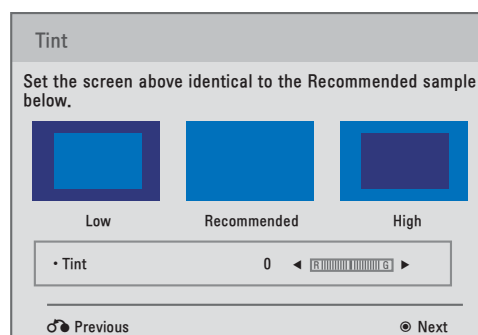 Tint
Set the screen above identical to the Recommended sample
below.
Low Recommended High
• Tint 0 ◄ R G ►
Previous ◉ Next